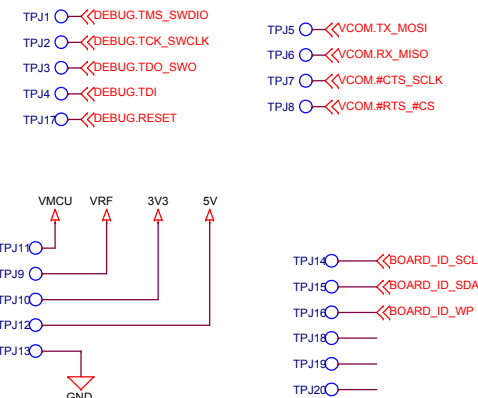 TPJ1 DEBUG.TMS_SWDIO
TPJ2 DEBUG.TCK_SWCLK
TPJ3 DEBUG.TDO_SWO
TPJ4 DEBUG.TDI
TPJ17 DEBUG.RESET
TPJ5 VCOM.TX_MOSI
TPJ6 VCOM.RX_MISO
TPJ7 VCOM.#CTS_SCLK
TPJ8 VCOM.#RTS_#CS
VMCU VRF 3V3 5V
TPJ11
TPJ9
TPJ10
TPJ12
TPJ13
GND
TPJ14 BOARD_ID_SCL
TPJ15 BOARD_ID_SDA
TPJ16 BOARD_ID_WP
TPJ18
TPJ19
TPJ20